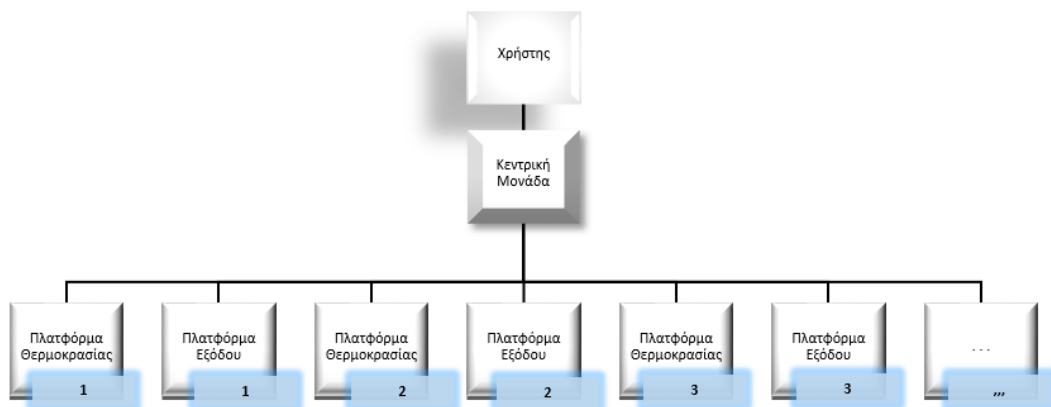 Χρήστης
Κεντρική
Μονάδα
Πλατφόρμα
Θερμοκρασίας
1
Πλατφόρμα
Εξόδου
1
Πλατφόρμα
Θερμοκρασίας
2
Πλατφόρμα
Εξόδου
2
Πλατφόρμα
Θερμοκρασίας
3
Πλατφόρμα
Εξόδου
3
...
,,,